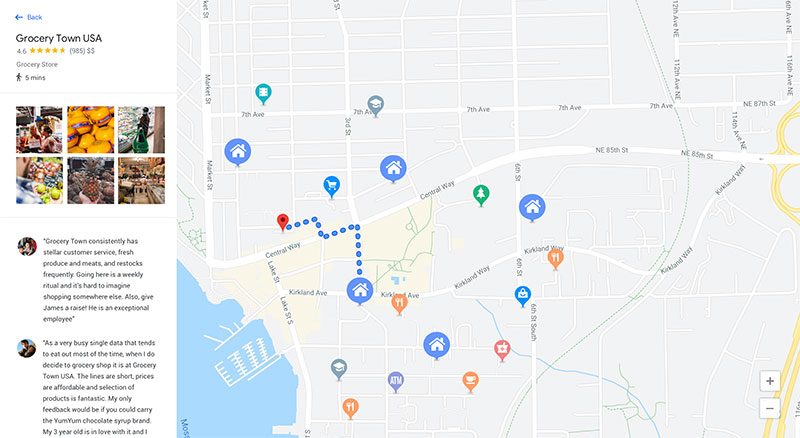 Back
Grocery Town USA
4.6 (985) $$
Grocery Store
5 mins
"Grocery Town consistently has
stellar customer service, fresh
produce and meats, and restocks
frequently. Going here is a weekly
ritual and it's hard to imagine
shopping somewhere else. Also, give
James a raise! He is an exceptional
employee"
"As a very busy single data that tends
to eat out most of the time, when I do
decide to grocery shop it is at Grocery
Town USA. The lines are short, prices
are affordable and selection of
products is fantastic. My only
feedback would be if you could carry
the YumYum chocolate syrup brand.
My 3 year old is in love with it and I
Market St
Market St
3rd St
7th Ave
7th Ave
7th Ave
NE 87th St
112th Ave NE
116th Ave NE
114th Ave NE
NE 85th St
NE 85th St
Central Way
Central Way
6th St
6th St
6th St South
Kirkland Way
Kirkland Way
Kirkland Way
Kirkland Ave
Lake St
Lake St S
ATM
+
−